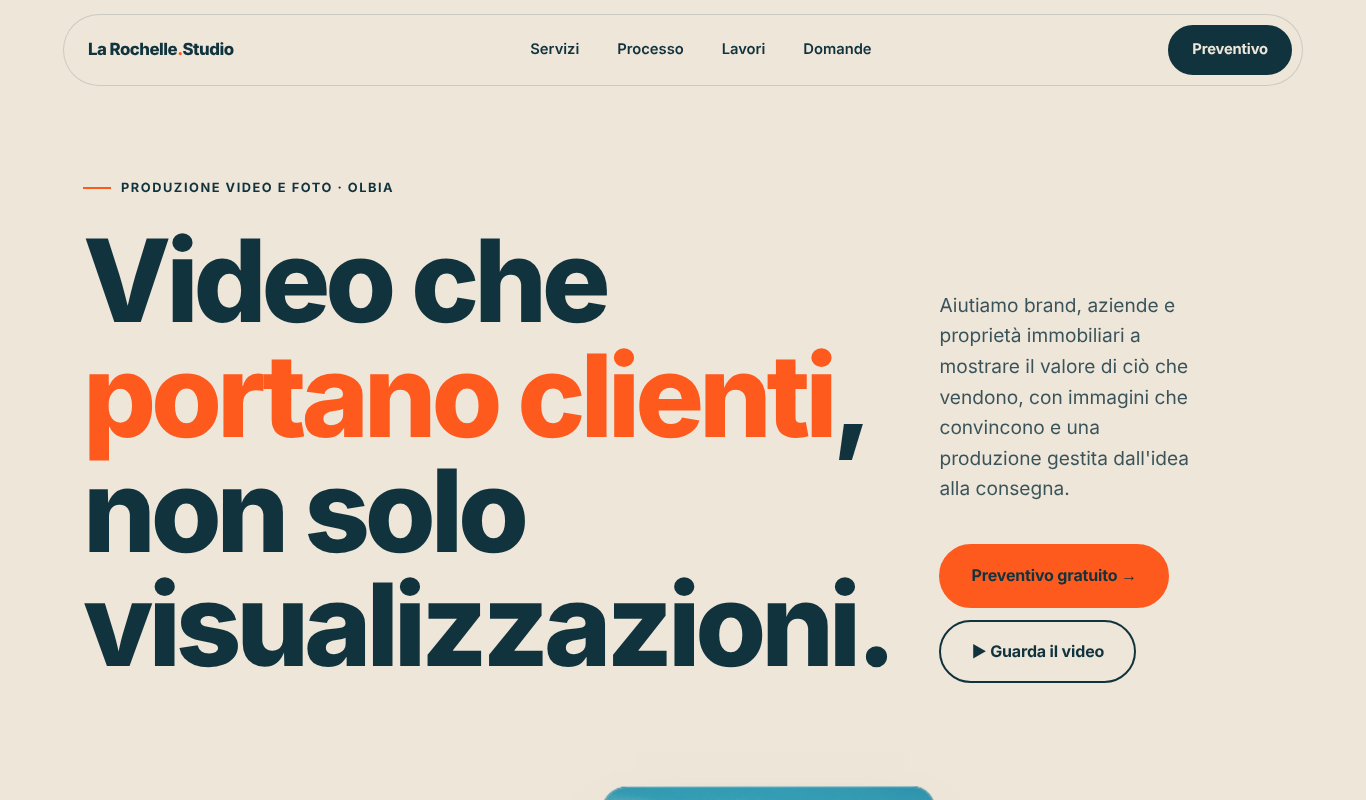 La Rochelle.Studio
Servizi
Processo
Lavori
Domande
Preventivo
PRODUZIONE VIDEO E FOTO · OLBIA
Video che
portano clienti,
non solo
visualizzazioni.
Aiutiamo brand, aziende e
proprietà immobiliari a
mostrare il valore di ciò che
vendono, con immagini che
convincono e una
produzione gestita dall'idea
alla consegna.
Preventivo gratuito →
▶ Guarda il video